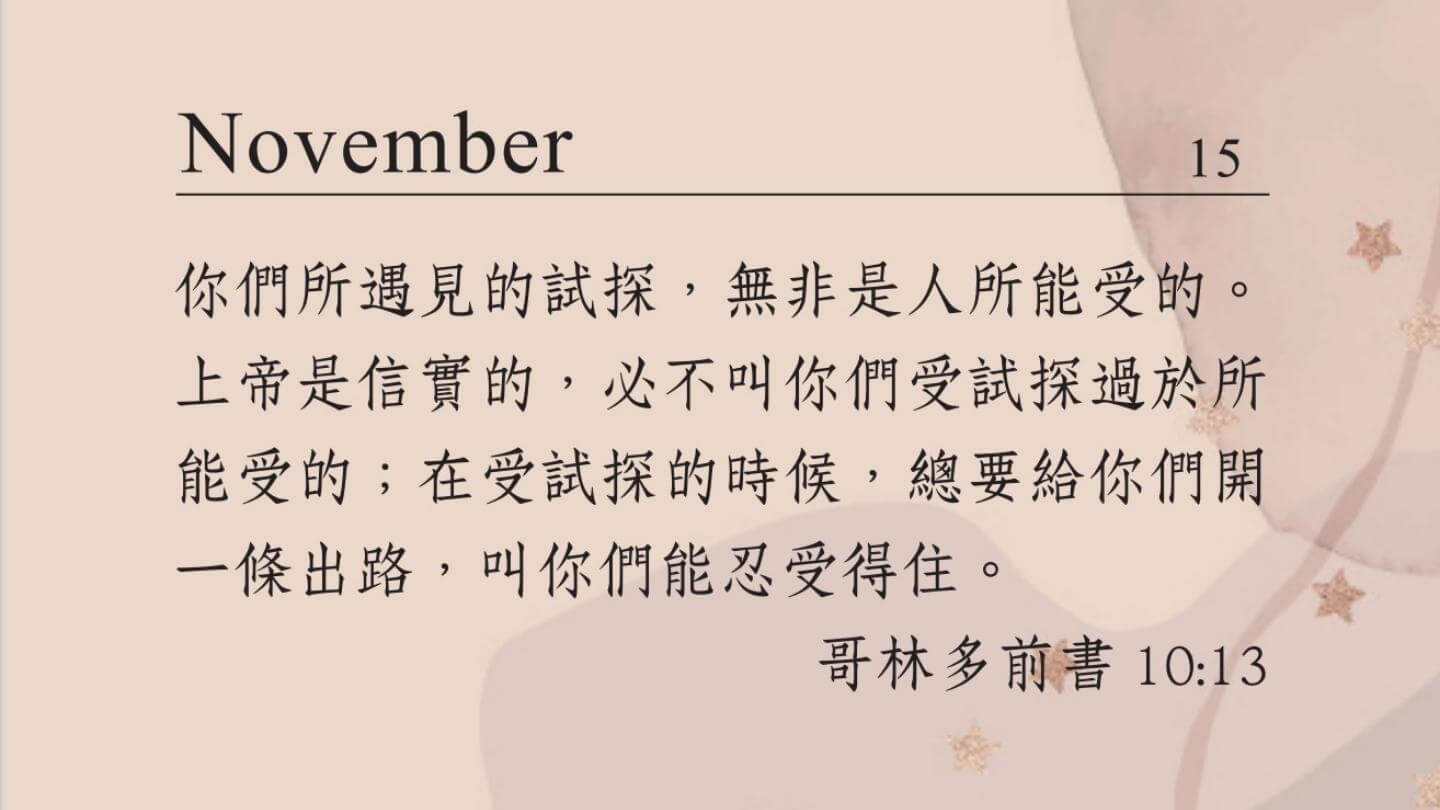 November
15
你們所遇見的試探，無非是人所能受的。
上帝是信實的，必不叫你們受試探過於所
能受的；在受試探的時候，總要給你們開
一條出路，叫你們能忍受得住。
哥林多前書 10:13